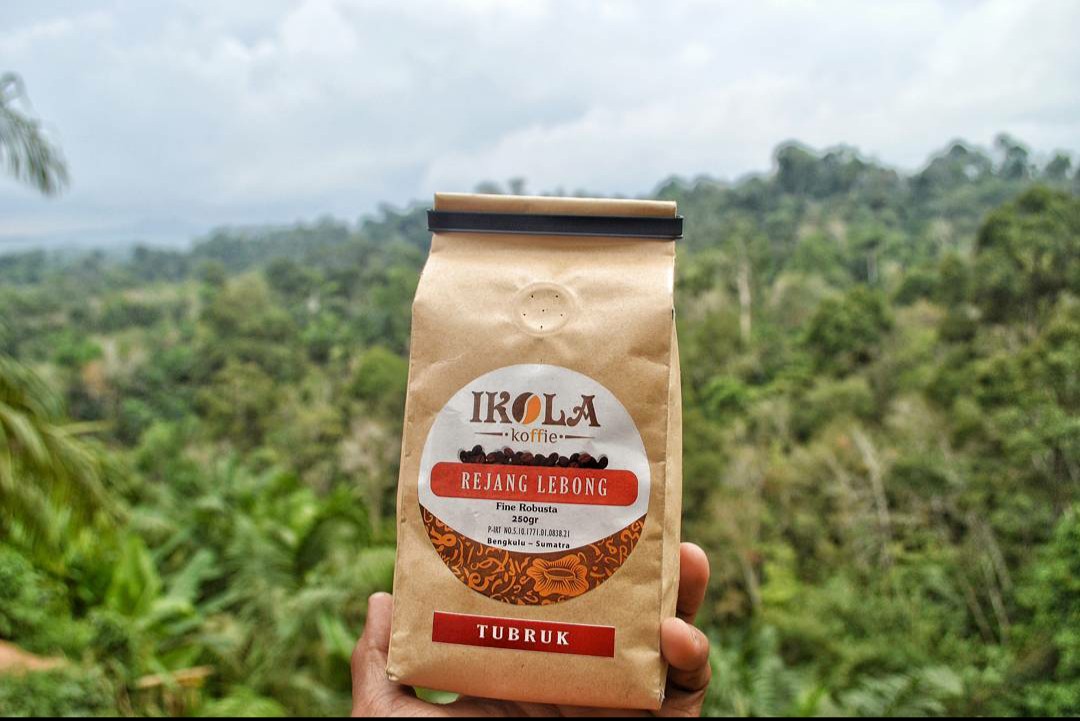 IKOLA
koffie
REJANG LEBONG
Fine Robusta
250gr
P-IRT NO.5.10.1771.01.0838.21
Bengkulu – Sumatra
TUBRUK